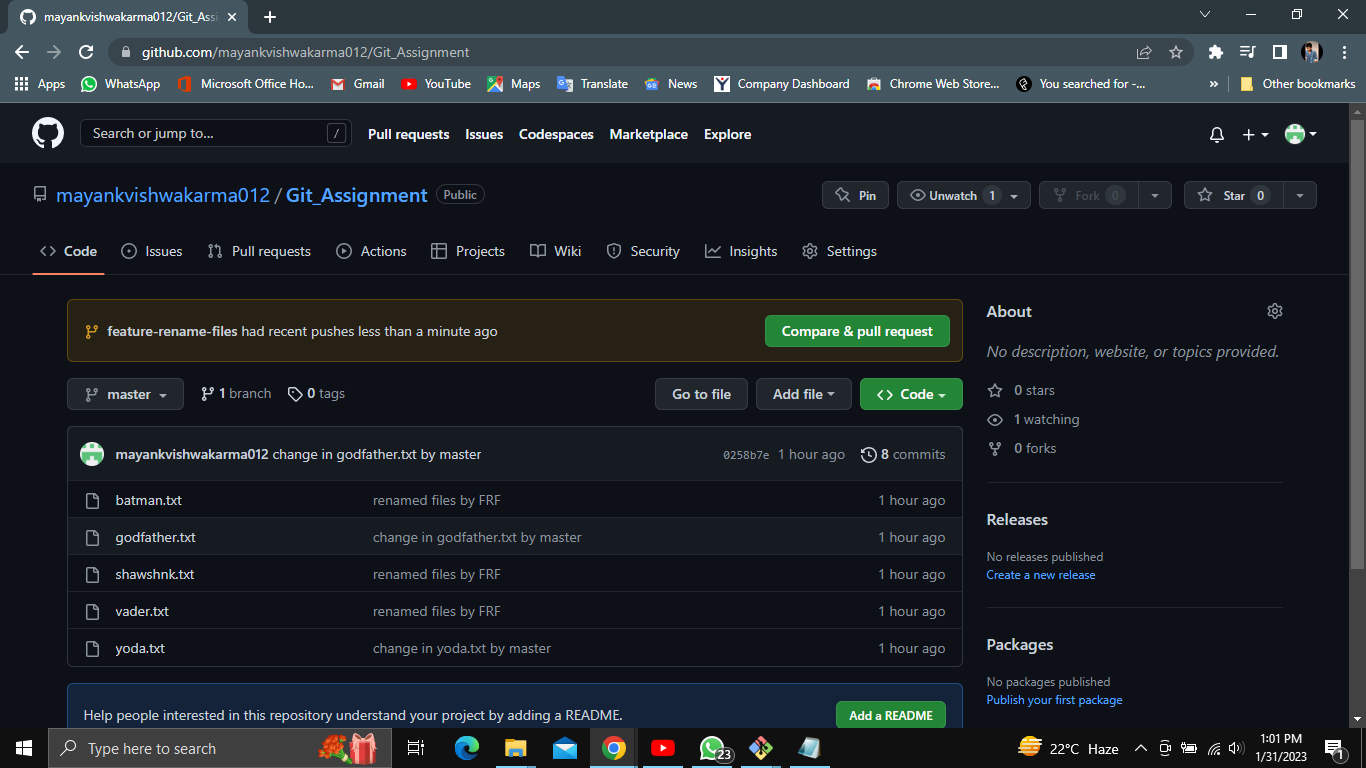 mayankvishwakarma012/Git_Assi
github.com/mayankvishwakarma012/Git_Assignment
Apps WhatsApp Microsoft Office Ho... Gmail YouTube Maps Translate News Company Dashboard Chrome Web Store... You searched for -... » Other bookmarks
Search or jump to... / Pull requests Issues Codespaces Marketplace Explore
mayankvishwakarma012 / Git_Assignment Public Pin Unwatch 1 Fork 0 Star 0
Code Issues Pull requests Actions Projects Wiki Security Insights Settings
feature-rename-files had recent pushes less than a minute ago Compare & pull request
master 1 branch 0 tags Go to file Add file Code
mayankvishwakarma012 change in godfather.txt by master 0258b7e 1 hour ago 8 commits
batman.txt renamed files by FRF 1 hour ago
godfather.txt change in godfather.txt by master 1 hour ago
shawshnk.txt renamed files by FRF 1 hour ago
vader.txt renamed files by FRF 1 hour ago
yoda.txt change in yoda.txt by master 1 hour ago
Help people interested in this repository understand your project by adding a README. Add a README
About
No description, website, or topics provided.
0 stars
1 watching
0 forks
Releases
No releases published
Create a new release
Packages
No packages published
Publish your first package
Type here to search 23 22°C Haze 1:01 PM
1/31/2023 1